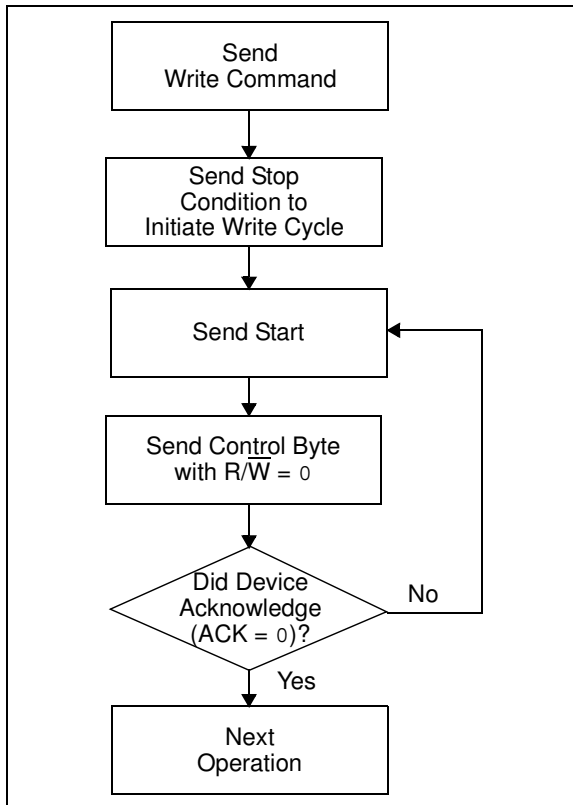 Send
Write Command
Send Stop
Condition to
Initiate Write Cycle
Send Start
Send Control Byte
with R/W̅ = 0
Did Device
Acknowledge
(ACK = 0)?
No
Yes
Next
Operation